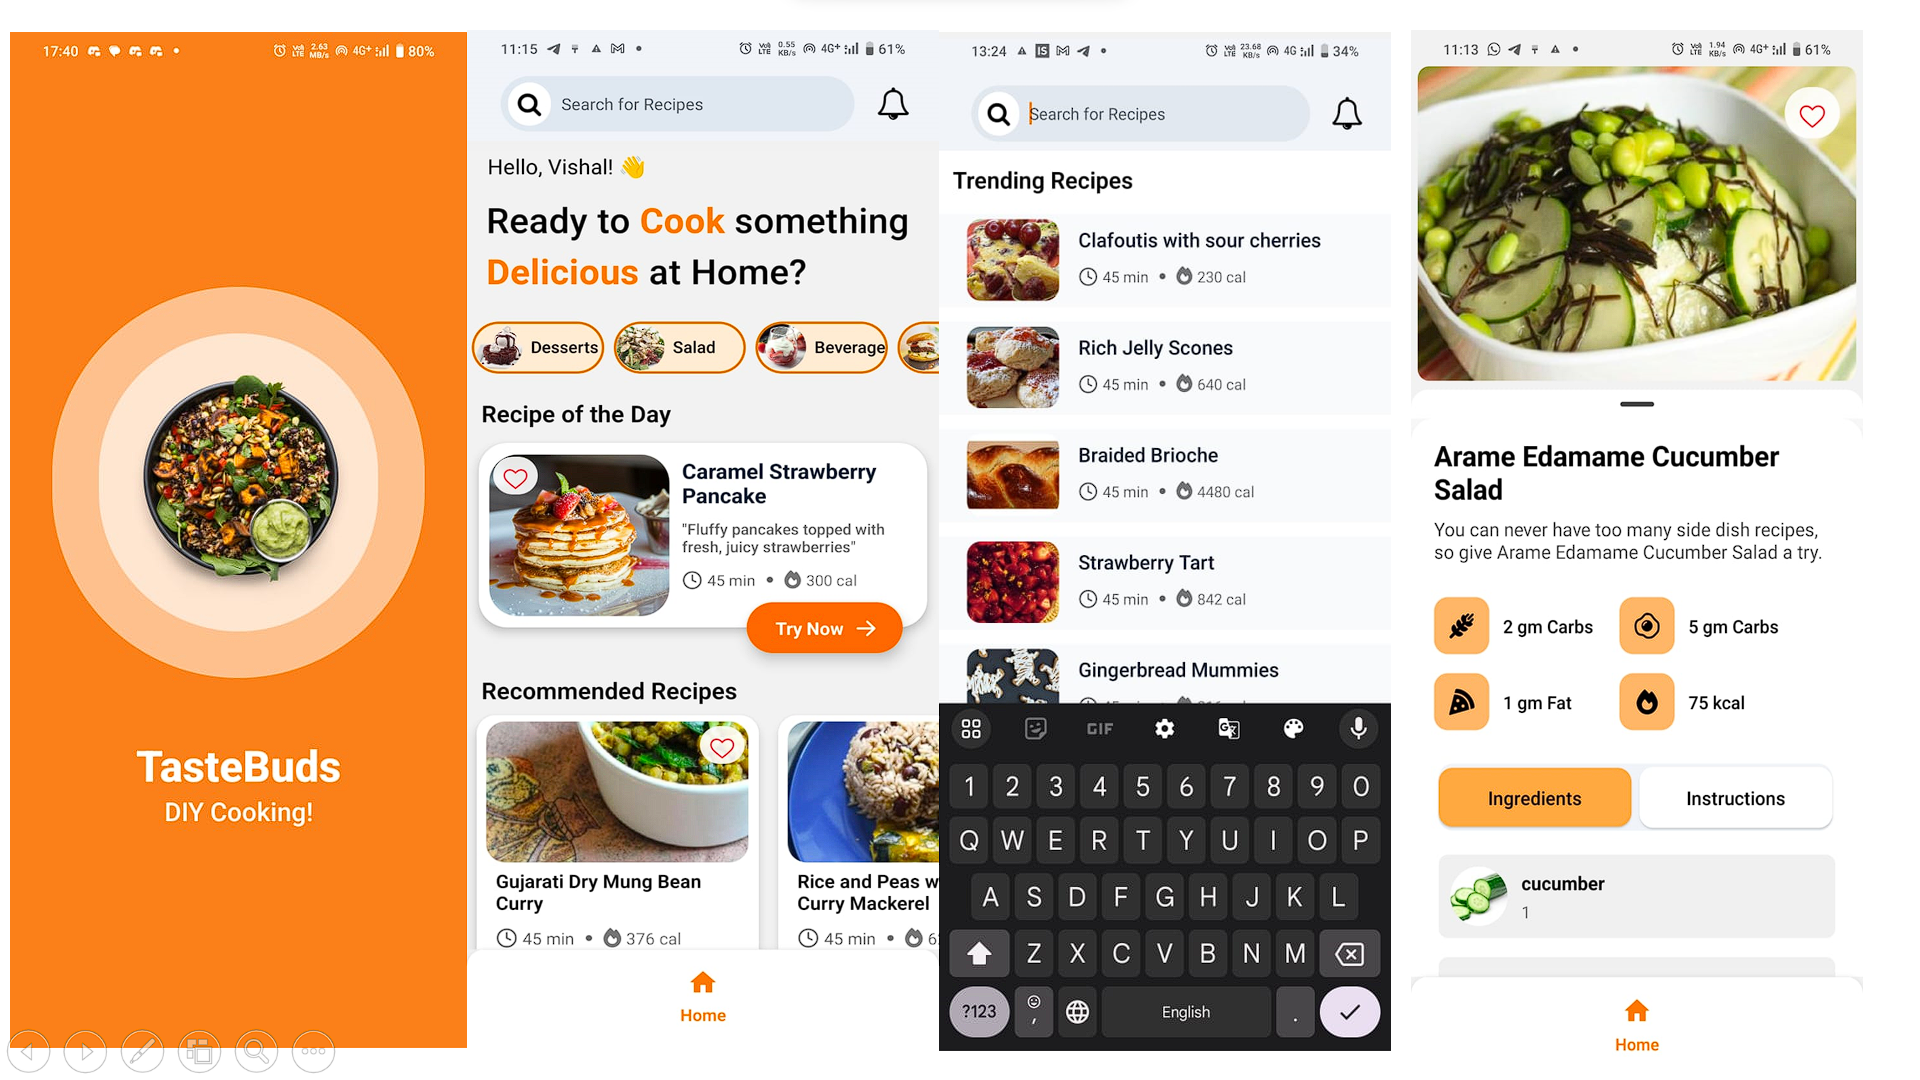 17:40
2.63 MB/s 4G+ 80%
TasteBuds
DIY Cooking!
11:15
0.55 KB/s 4G+ 61%
Search for Recipes
Hello, Vishal! 👋
Ready to Cook something
Delicious at Home?
Desserts
Salad
Beverage
Recipe of the Day
Caramel Strawberry
Pancake
"Fluffy pancakes topped with
fresh, juicy strawberries"
45 min • 300 cal
Try Now →
Recommended Recipes
Gujarati Dry Mung Bean
Curry
45 min • 376 cal
Rice and Peas w
Curry Mackerel
45 min • 6
Home
13:24
IS
23.68 KB/s 4G 34%
Search for Recipes
Trending Recipes
Clafoutis with sour cherries
45 min • 230 cal
Rich Jelly Scones
45 min • 640 cal
Braided Brioche
45 min • 4480 cal
Strawberry Tart
45 min • 842 cal
Gingerbread Mummies
GIF
1 2 3 4 5 6 7 8 9 0
Q W E R T Y U I O P
A S D F G H J K L
Z X C V B N M
?123 , English .
11:13
1.94 KB/s 4G+ 61%
Arame Edamame Cucumber
Salad
You can never have too many side dish recipes,
so give Arame Edamame Cucumber Salad a try.
2 gm Carbs
5 gm Carbs
1 gm Fat
75 kcal
Ingredients
Instructions
cucumber
1
Home